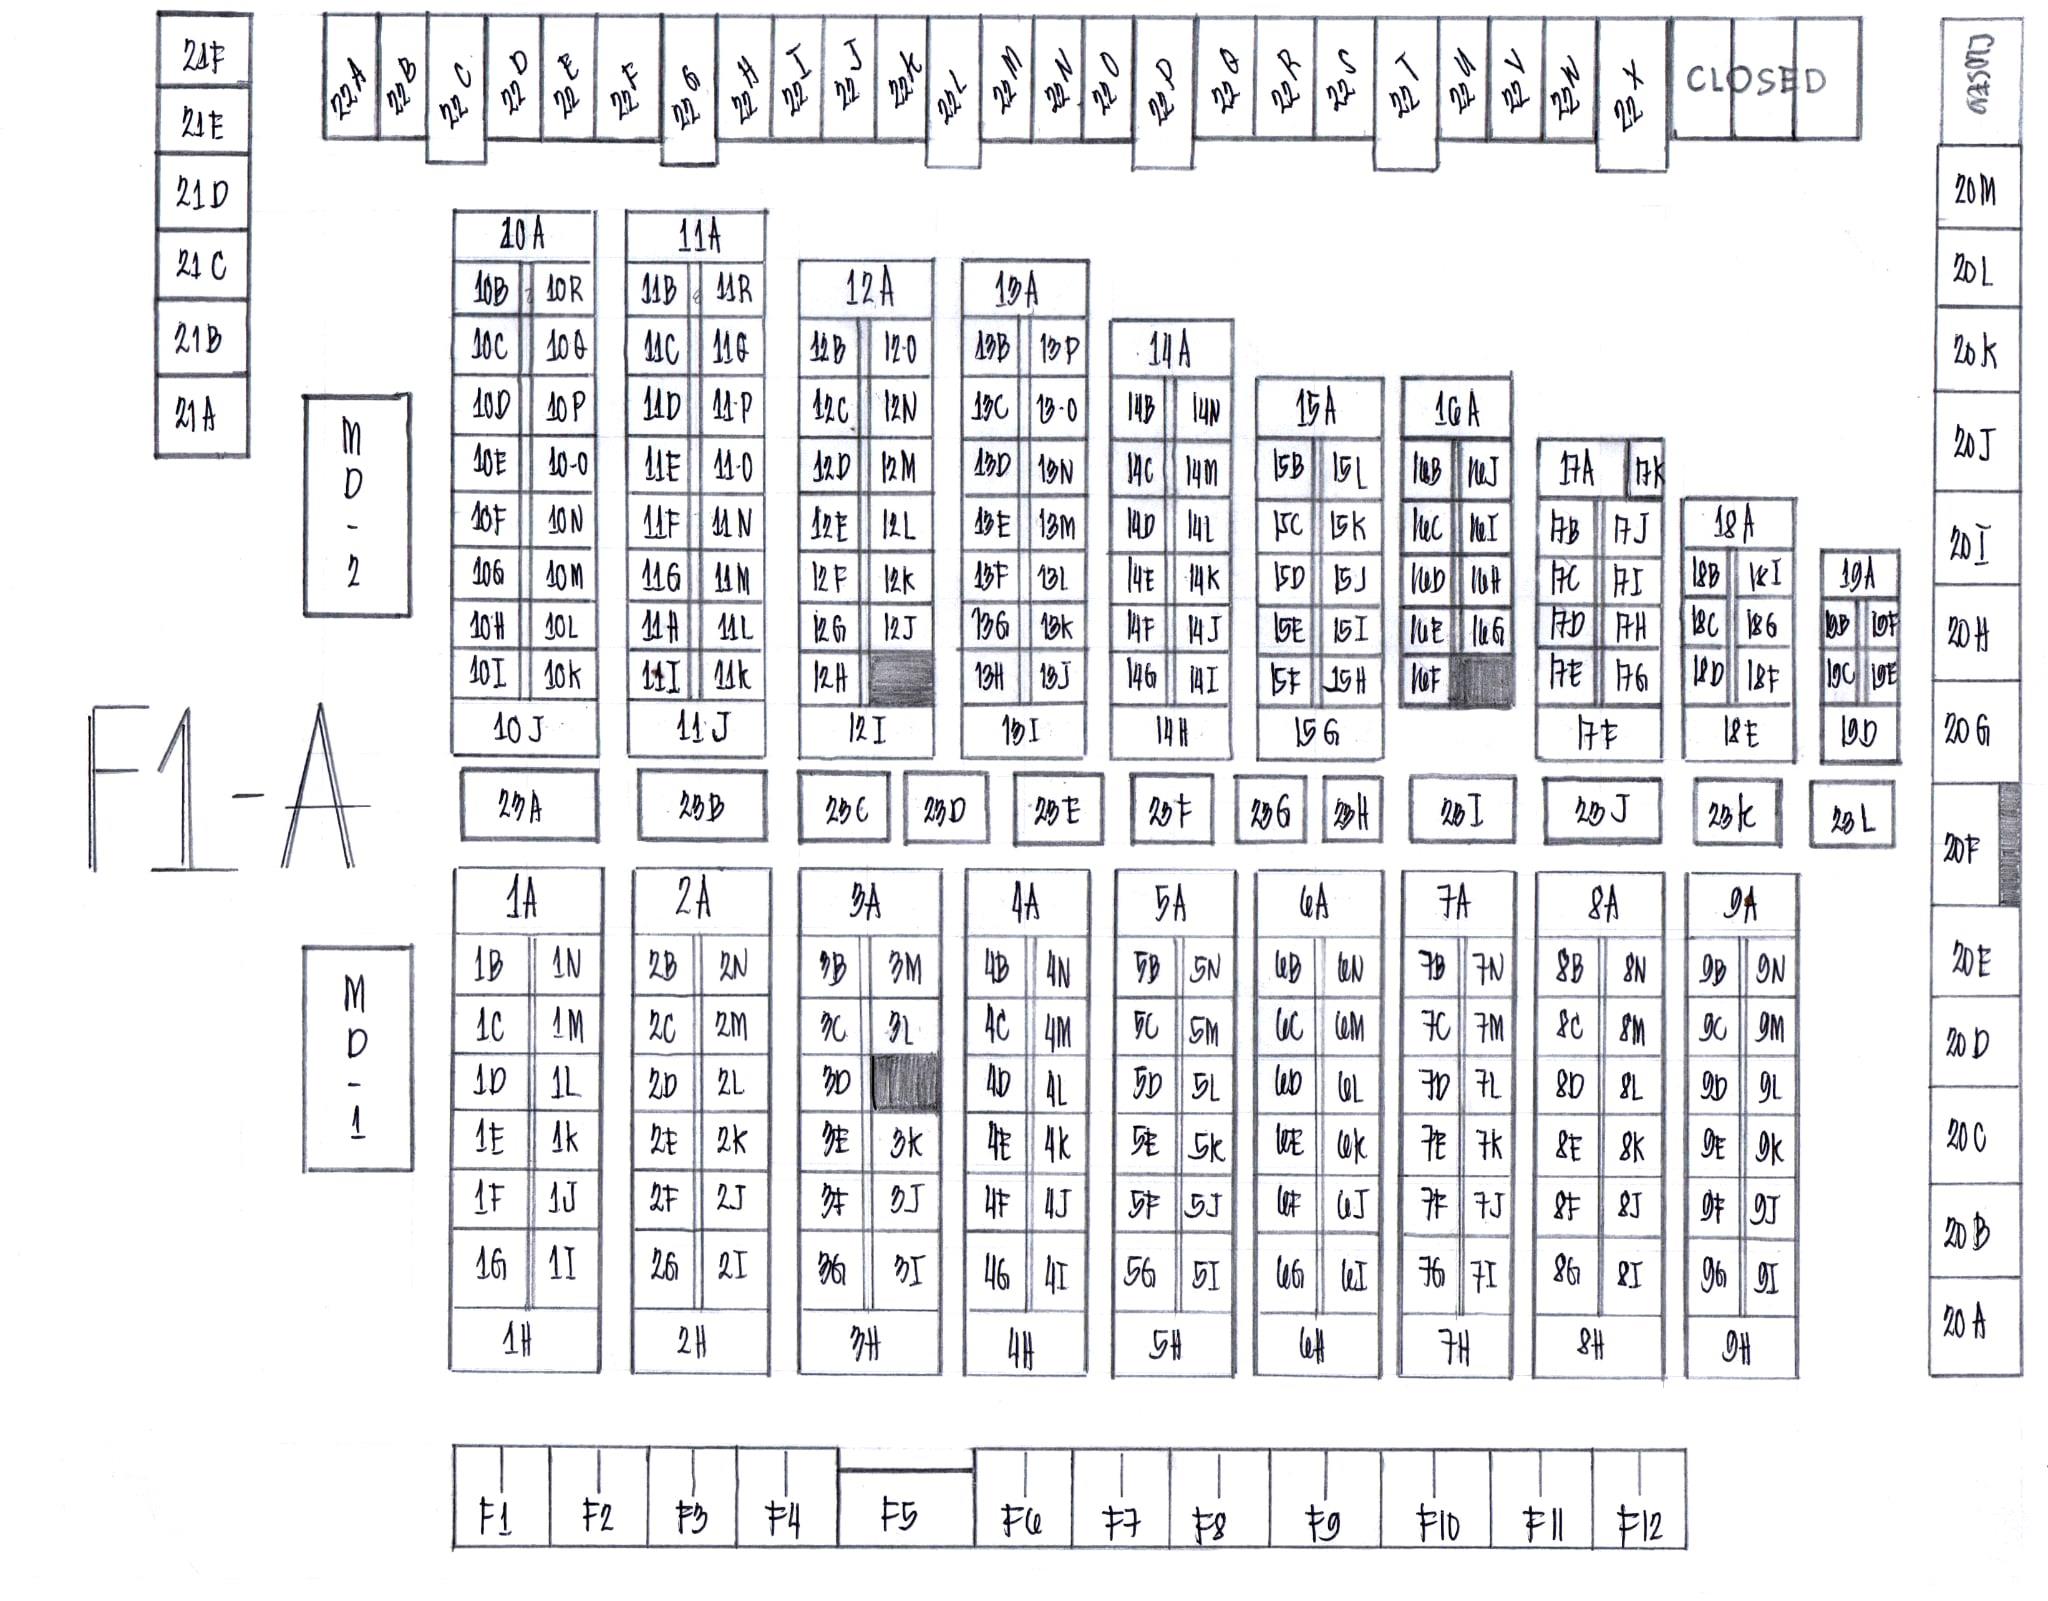 21F
21E
21D
21C
21B
21A
22A 22B 22C 22D 22E 22F 22G 22H 22I 22J 22K 22L 22M 22N 22O 22P 22Q 22R 22S 22T 22U 22V 22N 22X CLOSED
CLOSED
20M
20L
20K
20J
20I
20H
20G
20F
20E
20D
20C
20B
20A
MD-2
10A
10B 10R
10C 10Q
10D 10P
10E 10-O
10F 10N
10G 10M
10H 10L
10I 10K
10J
11A
11B 11R
11C 11Q
11D 11-P
11E 11-O
11F 11N
11G 11M
11H 11L
11I 11K
11J
12A
12B 12-O
12C 12N
12D 12M
12E 12L
12F 12K
12G 12J
12H
12I
13A
13B 13P
13C 13-O
13D 13N
13E 13M
13F 13L
13G 13K
13H 13J
13I
14A
14B 14N
14C 14M
14D 14L
14E 14K
14F 14J
14G 14I
14H
15A
15B 15L
15C 15K
15D 15J
15E 15I
15F 15H
15G
16A
16B 16J
16C 16I
16D 16H
16E 16G
16F
17A 17K
17B 17J
17C 17I
17D 17H
17E 17G
17F
18A
18B 18I
18C 18G
18D 18F
18E
19A
19B 19F
19C 19E
19D
F1-A
23A 23B 23C 23D 23E 23F 23G 23H 23I 23J 23K 23L
MD-1
1A
1B 1N
1C 1M
1D 1L
1E 1K
1F 1J
1G 1I
1H
2A
2B 2N
2C 2M
2D 2L
2E 2K
2F 2J
2G 2I
2H
3A
3B 3M
3C 3L
3D
3E 3K
3F 3J
3G 3I
3H
4A
4B 4N
4C 4M
4D 4L
4E 4K
4F 4J
4G 4I
4H
5A
5B 5N
5C 5M
5D 5L
5E 5K
5F 5J
5G 5I
5H
6A
6B 6N
6C 6M
6D 6L
6E 6K
6F 6J
6G 6I
6H
7A
7B 7N
7C 7M
7D 7L
7E 7K
7F 7J
7G 7I
7H
8A
8B 8N
8C 8M
8D 8L
8E 8K
8F 8J
8G 8I
8H
9A
9B 9N
9C 9M
9D 9L
9E 9K
9F 9J
9G 9I
9H
F1 F2 F3 F4 F5 F6 F7 F8 F9 F10 F11 F12